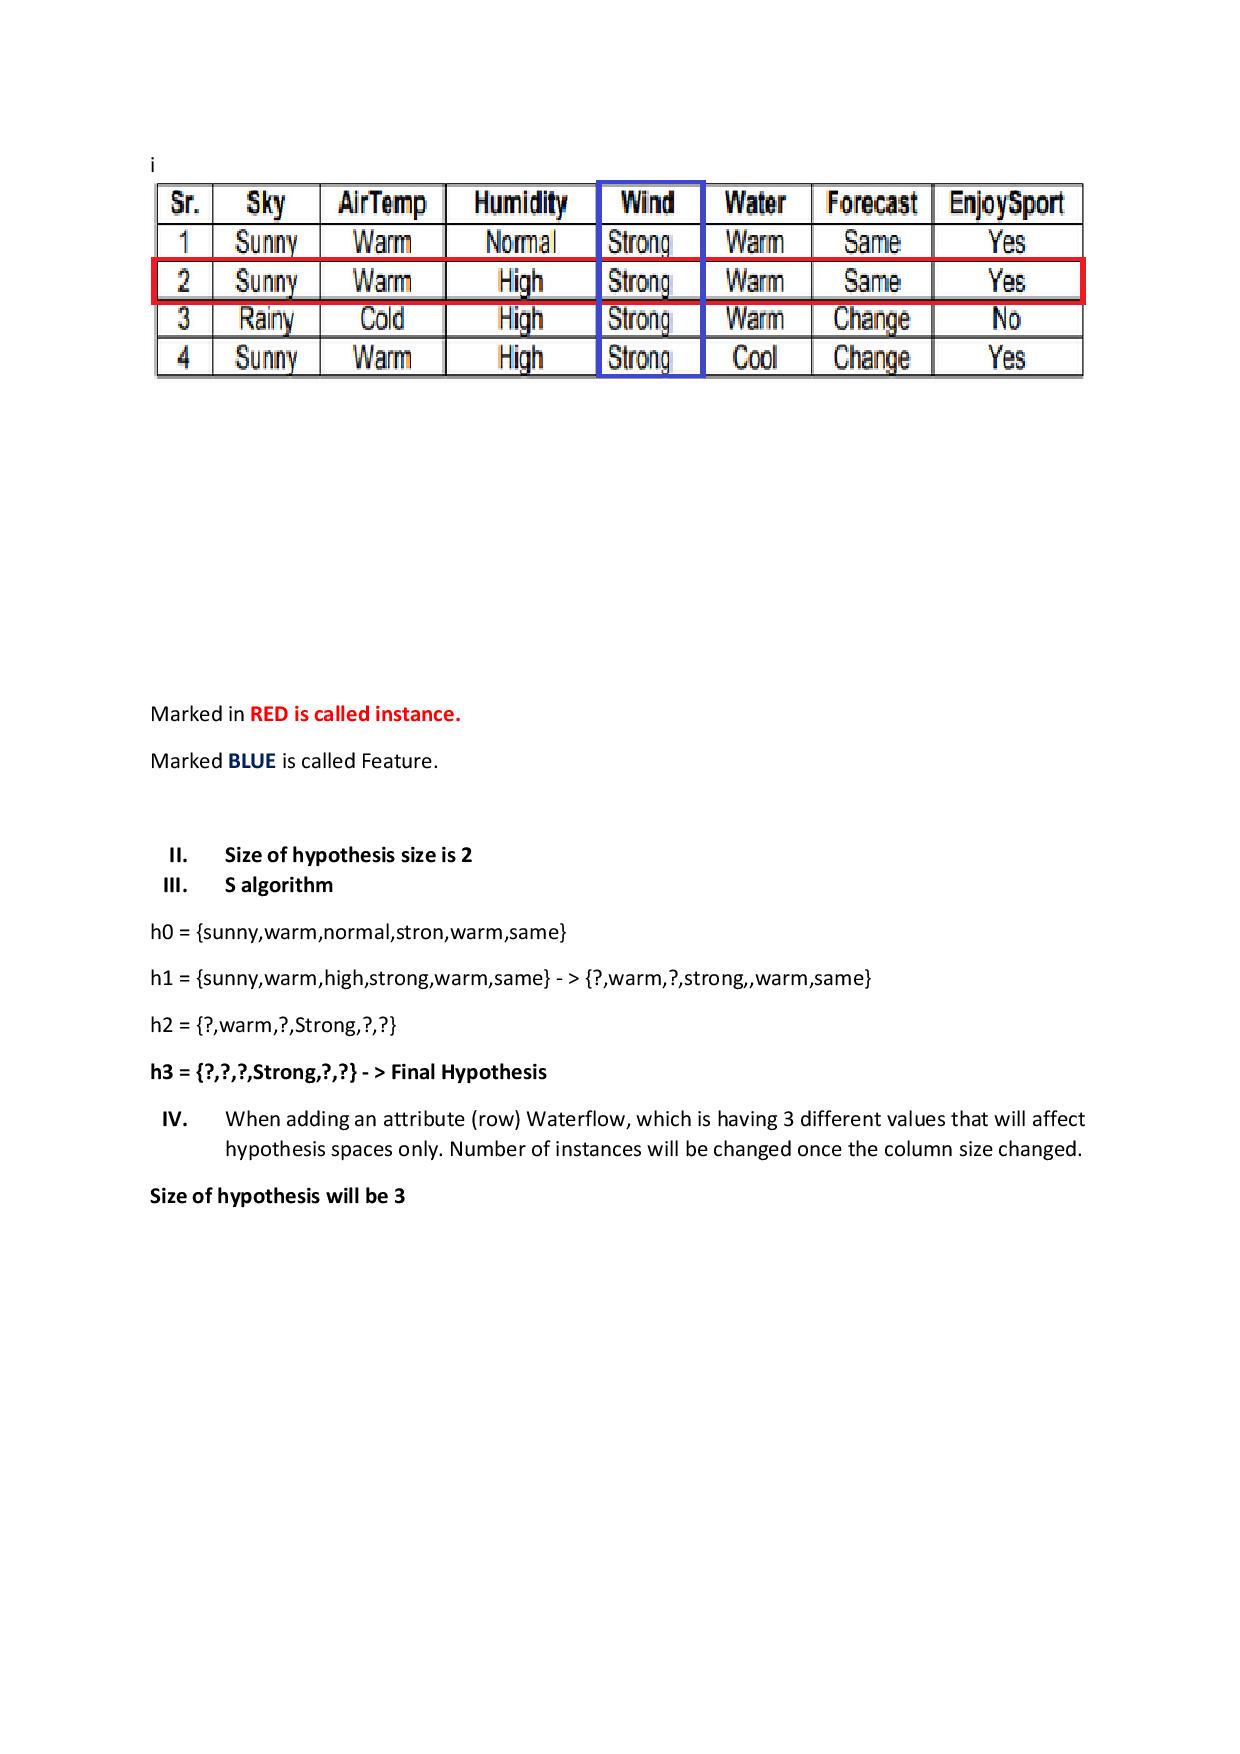 i
Sr. Sky AirTemp Humidity Wind Water Forecast EnjoySport
1 Sunny Warm Normal Strong Warm Same Yes
2 Sunny Warm High Strong Warm Same Yes
3 Rainy Cold High Strong Warm Change No
4 Sunny Warm High Strong Cool Change Yes
Marked in RED is called instance.
Marked BLUE is called Feature.
II. Size of hypothesis size is 2
III. S algorithm
h0 = {sunny,warm,normal,stron,warm,same}
h1 = {sunny,warm,high,strong,warm,same} - > {?,warm,?,strong,,warm,same}
h2 = {?,warm,?,Strong,?,?}
h3 = {?,?,?,Strong,?,?} - > Final Hypothesis
IV. When adding an attribute (row) Waterflow, which is having 3 different values that will affect
hypothesis spaces only. Number of instances will be changed once the column size changed.
Size of hypothesis will be 3